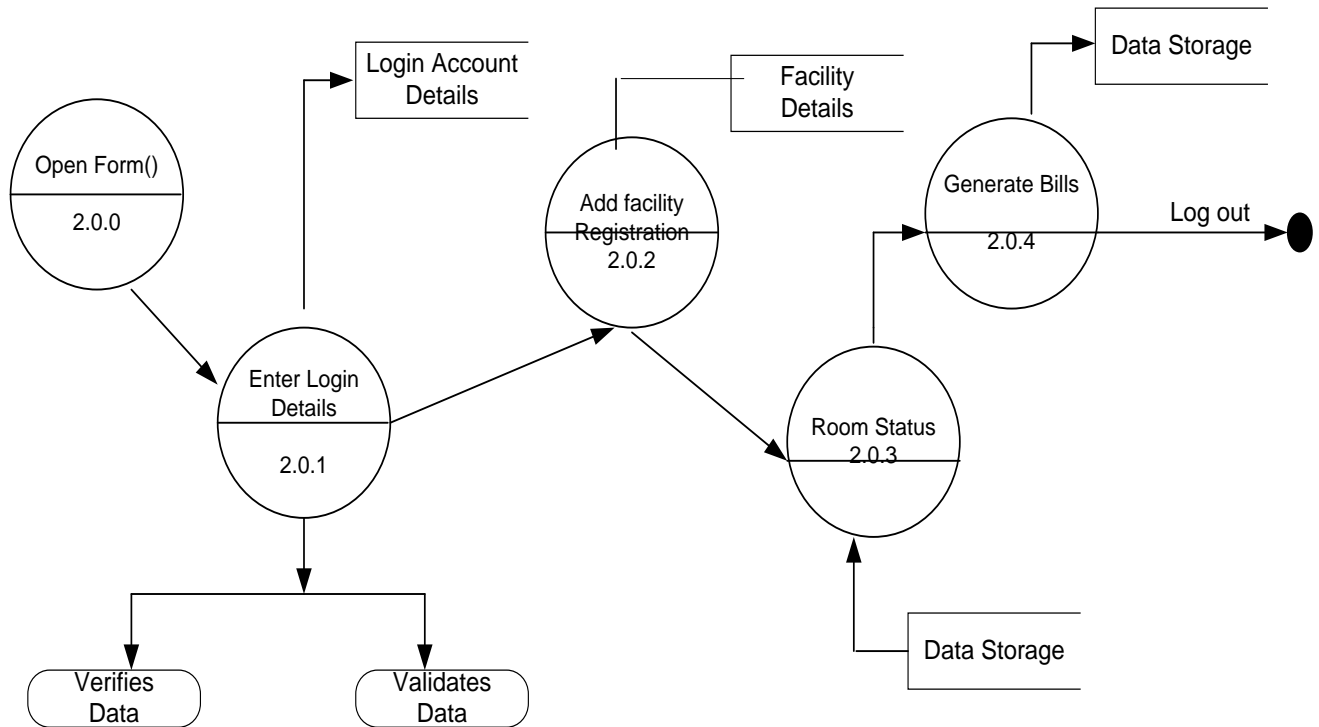 Login Account
Details
Facility
Details
Data Storage
Open Form()
2.0.0
Add facility
Registration
2.0.2
Generate Bills
2.0.4
Log out
Enter Login
Details
2.0.1
Room Status
2.0.3
Data Storage
Verifies
Data
Validates
Data